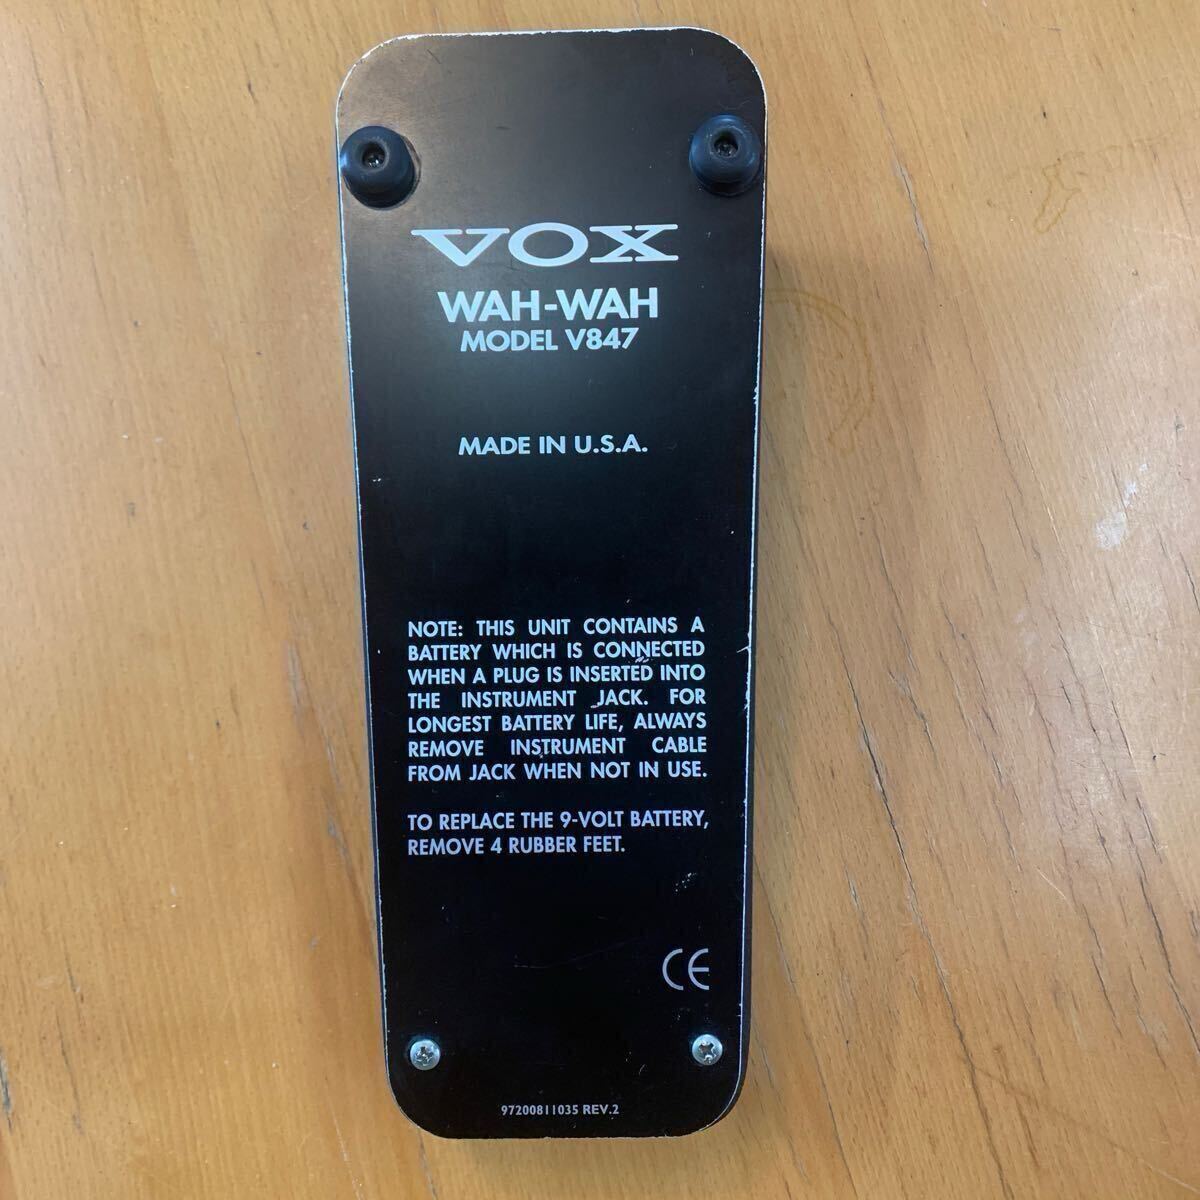 VOX
WAH-WAH
MODEL V847
MADE IN U.S.A.
NOTE: THIS UNIT CONTAINS A
BATTERY WHICH IS CONNECTED
WHEN A PLUG IS INSERTED INTO
THE INSTRUMENT JACK. FOR
LONGEST BATTERY LIFE, ALWAYS
REMOVE INSTRUMENT CABLE
FROM JACK WHEN NOT IN USE.
TO REPLACE THE 9-VOLT BATTERY,
REMOVE 4 RUBBER FEET.
CE
97200811035 REV.2